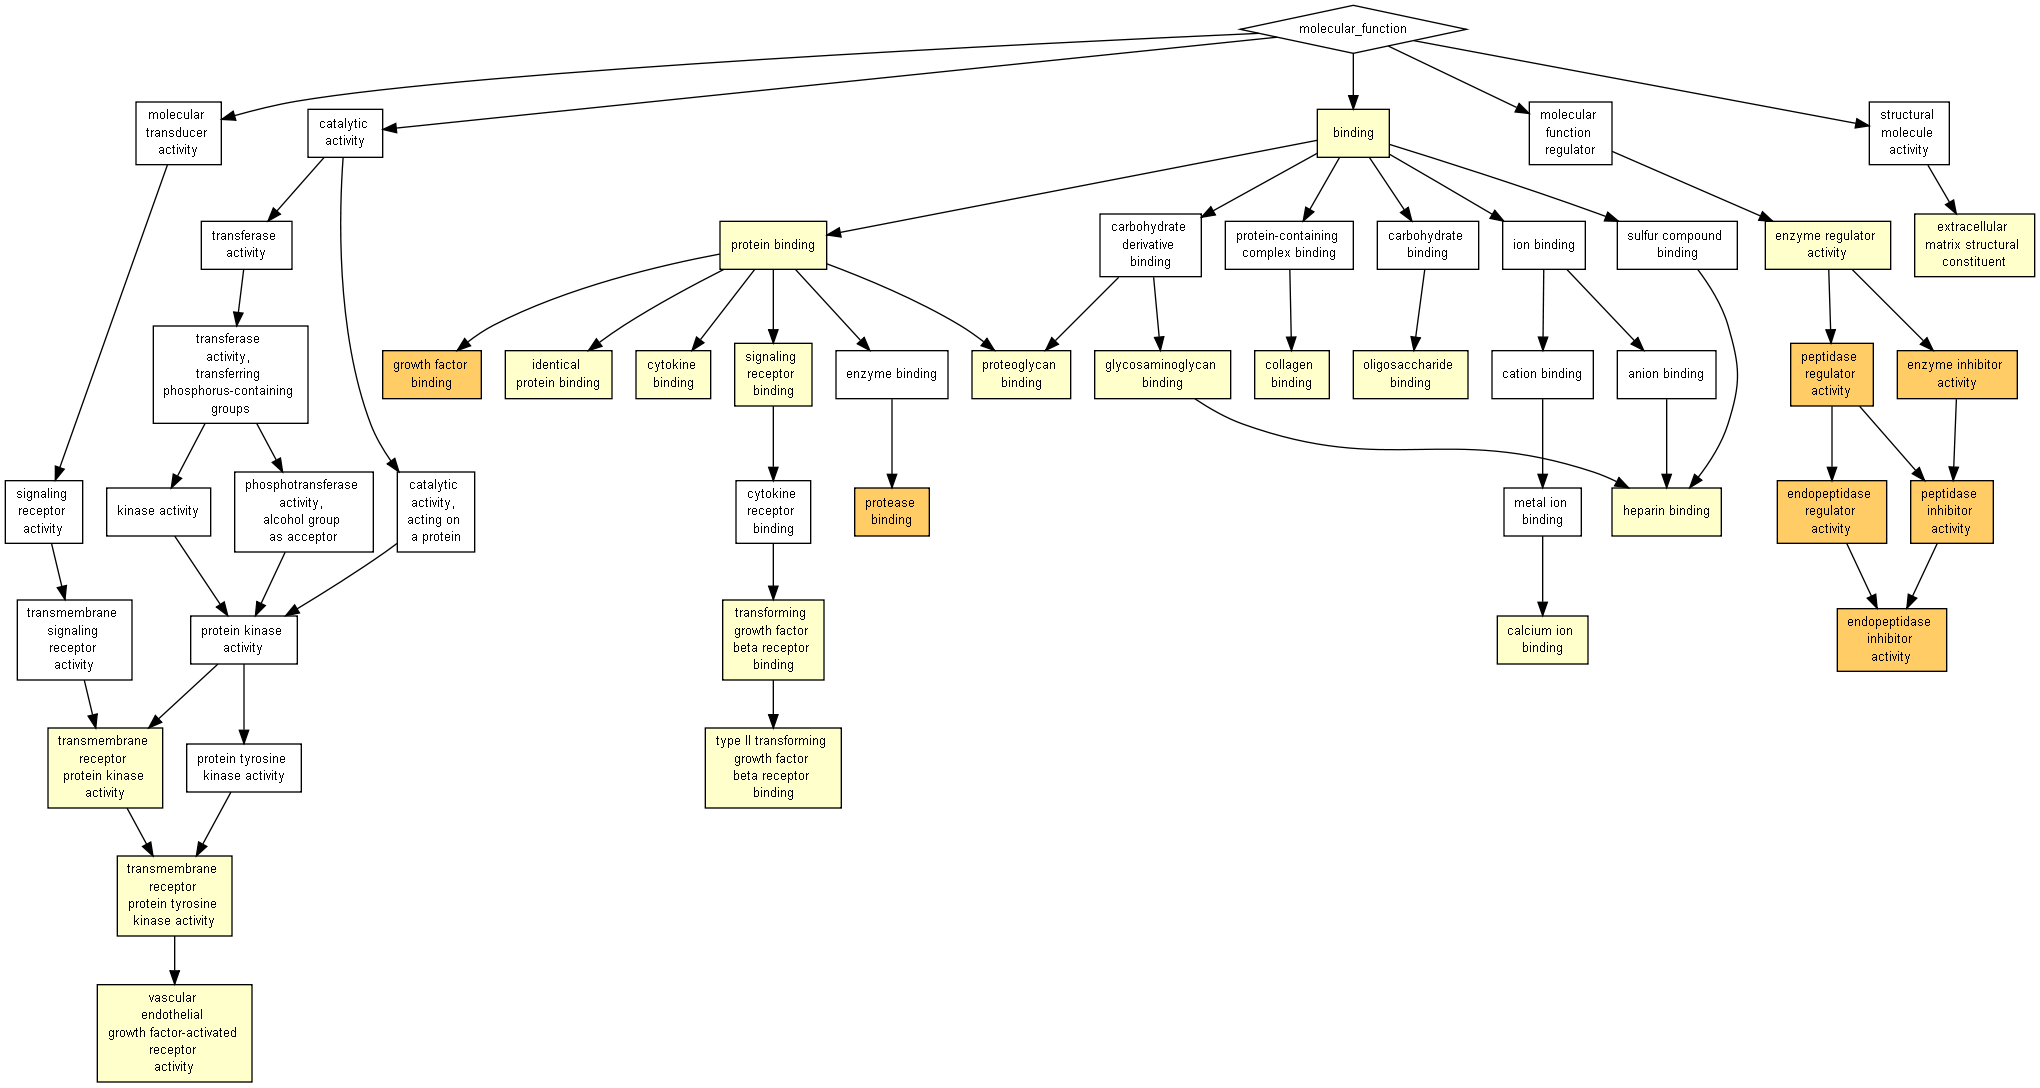 molecular_function
molecular
transducer
activity
catalytic
activity
binding
molecular
function
regulator
structural
molecule
activity
transferase
activity
protein binding
carbohydrate
derivative
binding
protein-containing
complex binding
carbohydrate
binding
ion binding
sulfur compound
binding
enzyme regulator
activity
extracellular
matrix structural
constituent
transferase
activity,
transferring
phosphorus-containing
groups
growth factor
binding
identical
protein binding
cytokine
binding
signaling
receptor
binding
enzyme binding
proteoglycan
binding
glycosaminoglycan
binding
collagen
binding
oligosaccharide
binding
cation binding
anion binding
peptidase
regulator
activity
enzyme inhibitor
activity
signaling
receptor
activity
kinase activity
phosphotransferase
activity,
alcohol group
as acceptor
catalytic
activity,
acting on
a protein
cytokine
receptor
binding
protease
binding
metal ion
binding
heparin binding
endopeptidase
regulator
activity
peptidase
inhibitor
activity
transmembrane
signaling
receptor
activity
protein kinase
activity
transforming
growth factor
beta receptor
binding
calcium ion
binding
endopeptidase
inhibitor
activity
transmembrane
receptor
protein kinase
activity
protein tyrosine
kinase activity
type II transforming
growth factor
beta receptor
binding
transmembrane
receptor
protein tyrosine
kinase activity
vascular
endothelial
growth factor-activated
receptor
activity